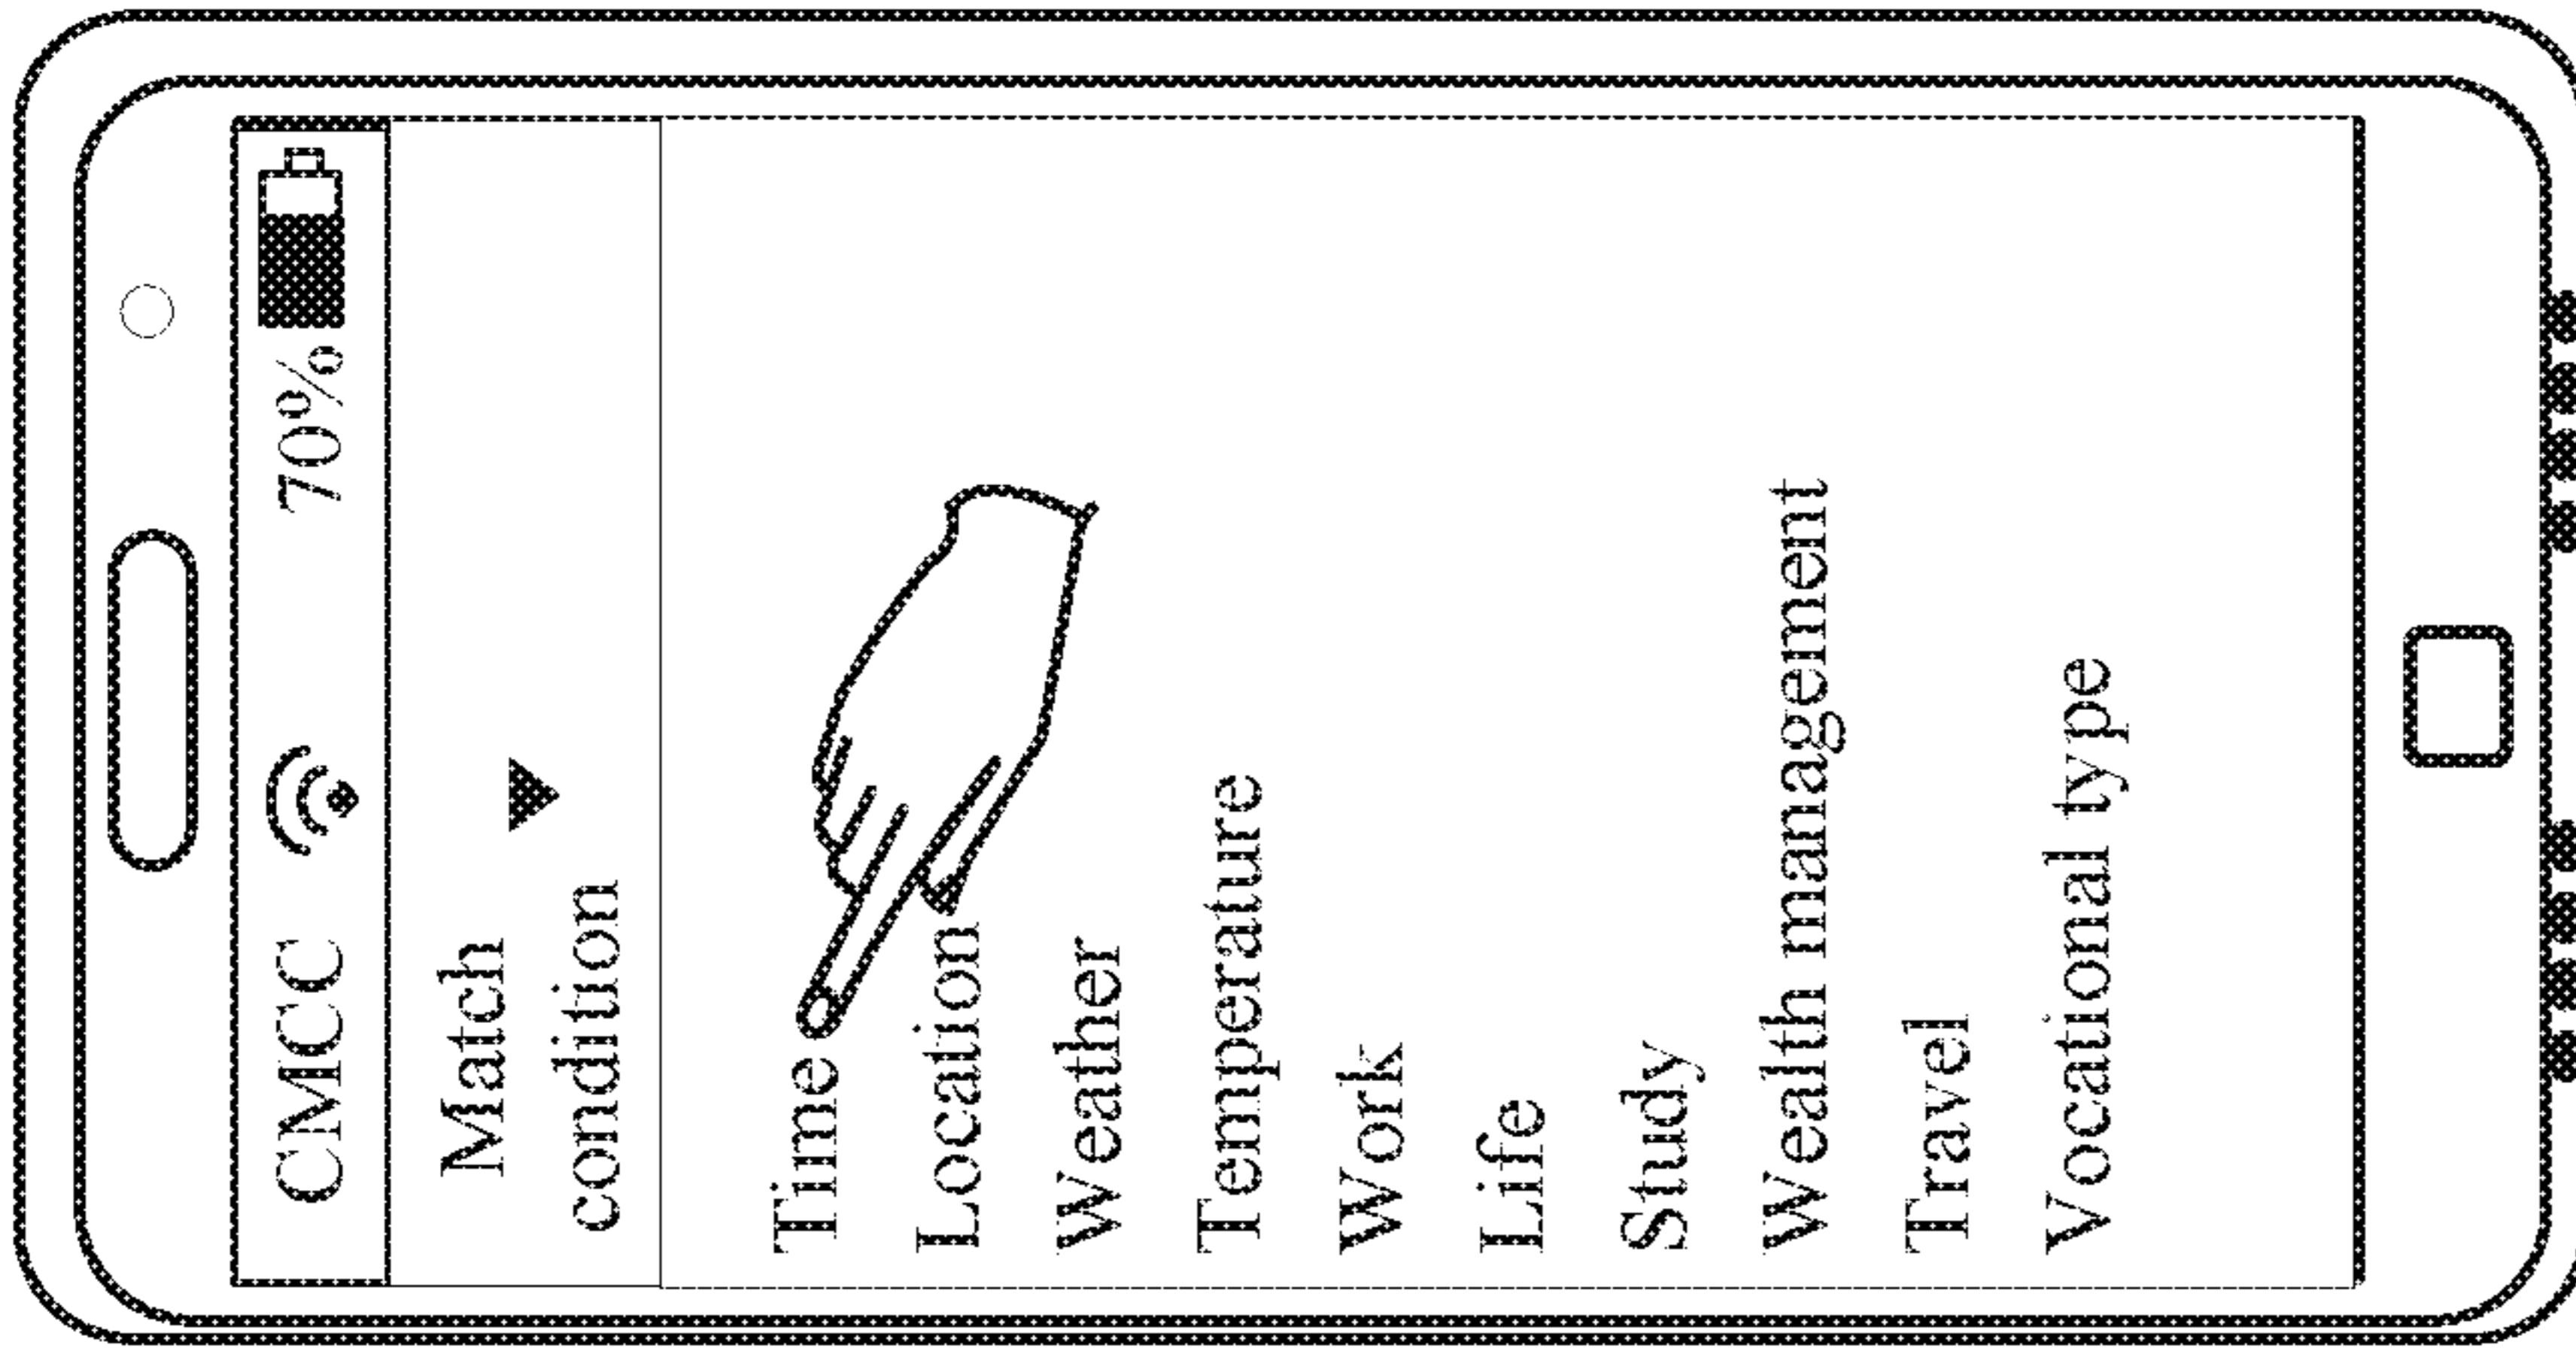 CMCC 70%
Match
condition
Time
Location
Weather
Temperature
Work
Life
Study
Wealth management
Travel
Vocational type